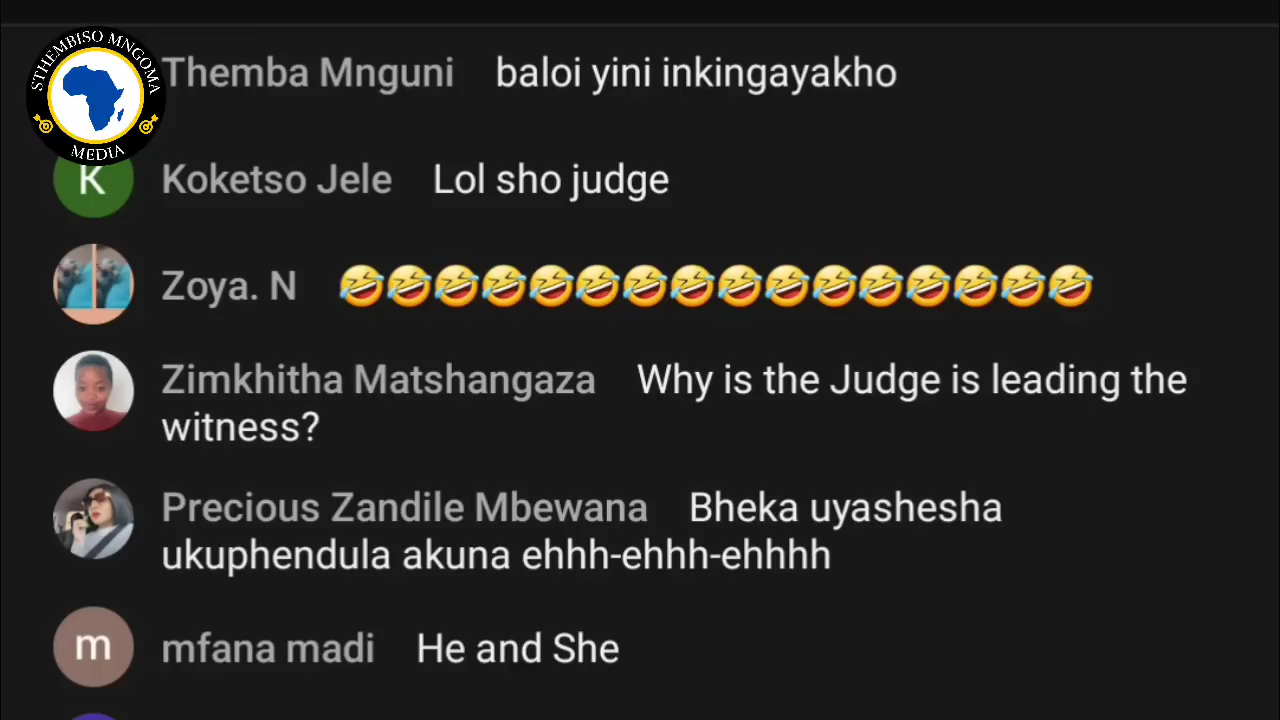 STHEMBISO MNGOMA
MEDIA
Themba Mnguni baloi yini inkingayakho
K
Koketso Jele Lol sho judge
Zoya. N 🤣🤣🤣🤣🤣🤣🤣🤣🤣🤣🤣🤣🤣🤣🤣🤣
Zimkhitha Matshangaza Why is the Judge is leading the
witness?
Precious Zandile Mbewana Bheka uyashesha
ukuphendula akuna ehhh-ehhh-ehhhh
m
mfana madi He and She